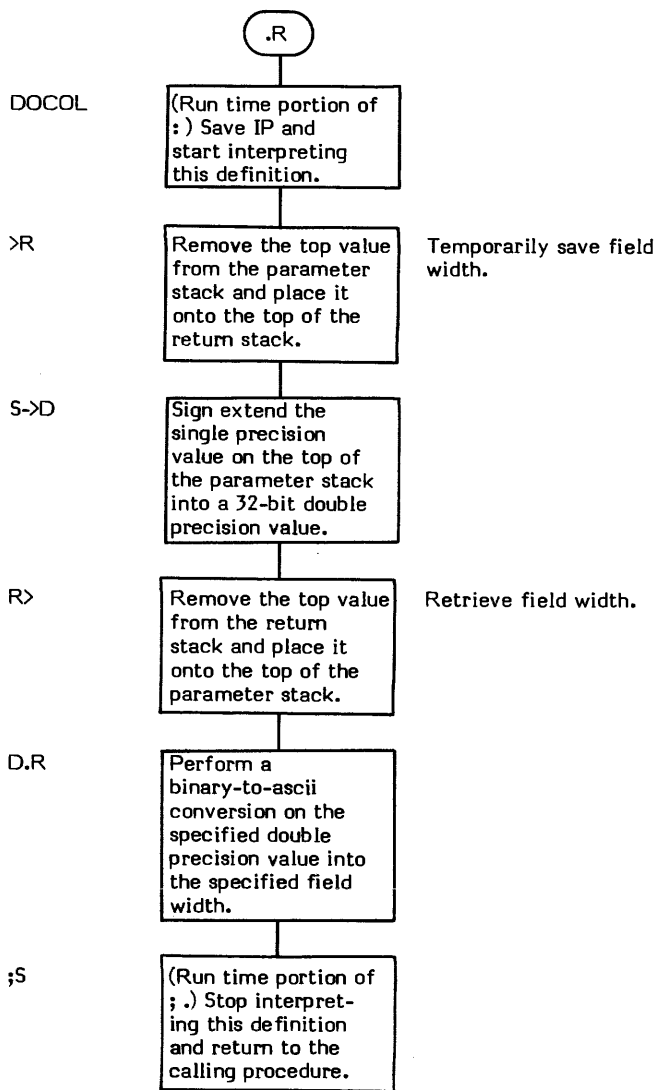 .R
DOCOL
(Run time portion of
: ) Save IP and
start interpreting
this definition.
>R
Remove the top value
from the parameter
stack and place it
onto the top of the
return stack.
Temporarily save field
width.
S->D
Sign extend the
single precision
value on the top of
the parameter stack
into a 32-bit double
precision value.
R>
Remove the top value
from the return
stack and place it
onto the top of the
parameter stack.
Retrieve field width.
D.R
Perform a
binary-to-ascii
conversion on the
specified double
precision value into
the specified field
width.
;S
(Run time portion of
; .) Stop interpret-
ing this definition
and return to the
calling procedure.